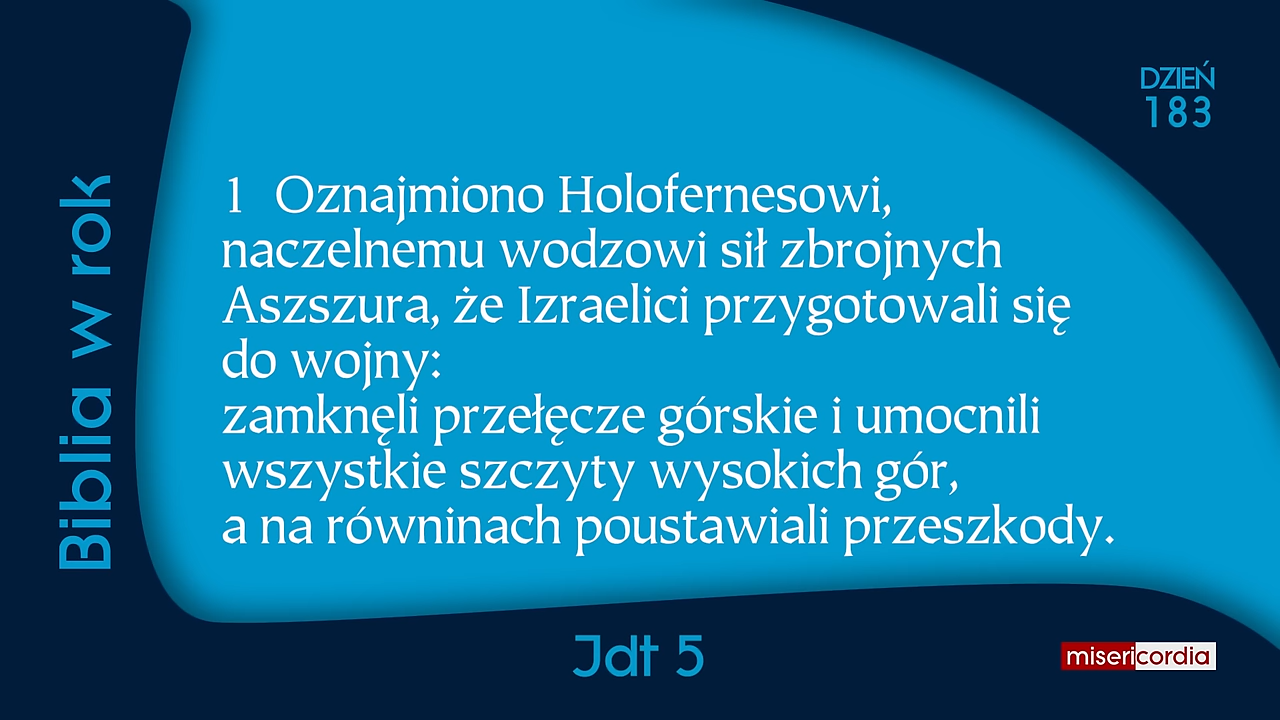 DZIEŃ
183
Biblia w rok
1 Oznajmiono Holofernesowi,
naczelnemu wodzowi sił zbrojnych
Aszszura, że Izraelici przygotowali się
do wojny:
zamknęli przełęcze górskie i umocnili
wszystkie szczyty wysokich gór,
a na równinach poustawiali przeszkody.
Jdt 5
misericordia